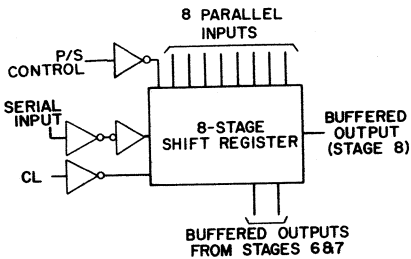 8 PARALLEL
INPUTS
P/S
CONTROL
SERIAL
INPUT
8-STAGE
SHIFT REGISTER
BUFFERED
OUTPUT
(STAGE 8)
CL
BUFFERED OUTPUTS
FROM STAGES 6&7